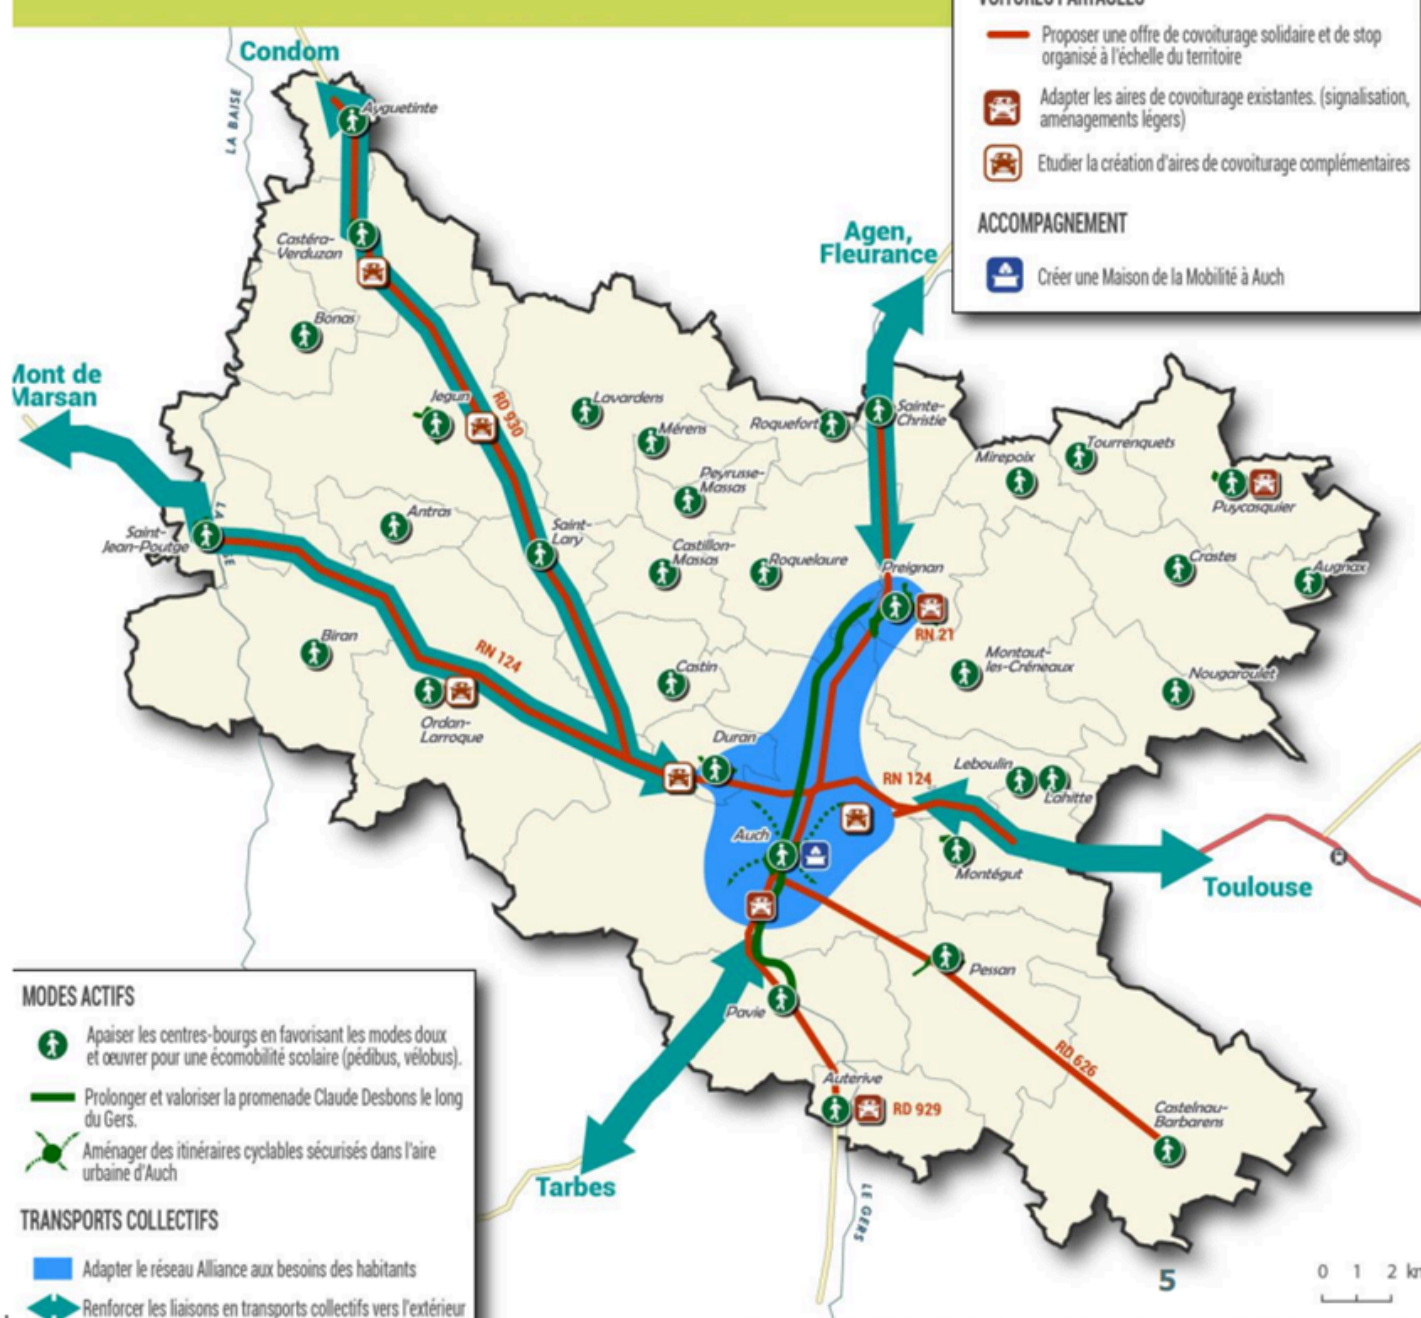 VOITURES PARTAGÉES
Proposer une offre de covoiturage solidaire et de stop
organisé à l'échelle du territoire
Adapter les aires de covoiturage existantes. (signalisation,
aménagements légers)
Etudier la création d'aires de covoiturage complémentaires
ACCOMPAGNEMENT
Créer une Maison de la Mobilité à Auch
Condom
LA BAISE
Ayguetinte
Castéra-
Verduzan
Agen,
Fleurance
Bonas
Mont de
Marsan
Jegun
RD 930
Lavardens
Mérens
Roquefort
Sainte-
Christie
Mirepoix
Tourrenquets
Peyrusse-
Massas
Puycasquier
Antras
LA
SE
Saint-
Jean-Poutge
Saint-
Lary
Castillon-
Massas
Roquelaure
Preignan
Crastes
Augnax
RN 21
Biran
RN 124
Castin
Montaut-
les-Créneaux
Nougaroulet
Ordan-
Larroque
Duran
Leboulin
RN 124
Lahitte
Auch
Montégut
Toulouse
Pessan
Pavie
RD 626
Auterive
RD 929
Castelnau-
Barbarens
Tarbes
LE GERS
5
0 1 2 km
MODES ACTIFS
Apaiser les centres-bourgs en favorisant les modes doux
et œuvrer pour une écomobilité scolaire (pédibus, vélobus).
Prolonger et valoriser la promenade Claude Desbons le long
du Gers.
Aménager des itinéraires cyclables sécurisés dans l'aire
urbaine d'Auch
TRANSPORTS COLLECTIFS
Adapter le réseau Alliance aux besoins des habitants
Renforcer les liaisons en transports collectifs vers l'extérieur